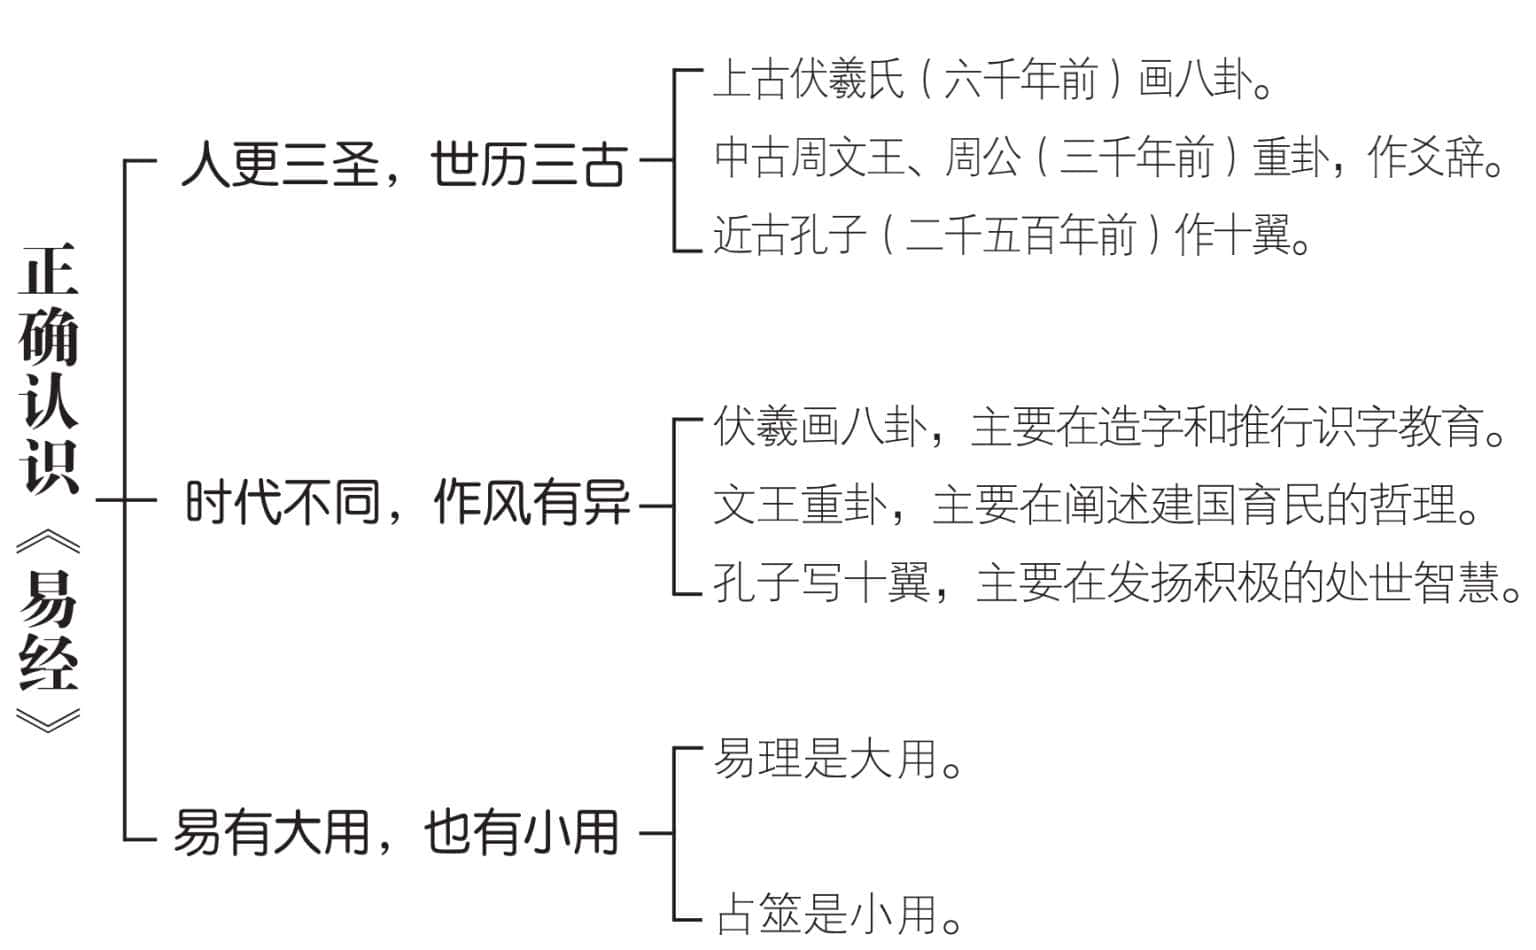 正确认识《易经》
人更三圣，世历三古
上古伏羲氏（六千年前）画八卦。
中古周文王、周公（三千年前）重卦，作爻辞。
近古孔子（二千五百年前）作十翼。
时代不同，作风有异
伏羲画八卦，主要在造字和推行识字教育。
文王重卦，主要在阐述建国育民的哲理。
孔子写十翼，主要在发扬积极的处世智慧。
易有大用，也有小用
易理是大用。
占筮是小用。